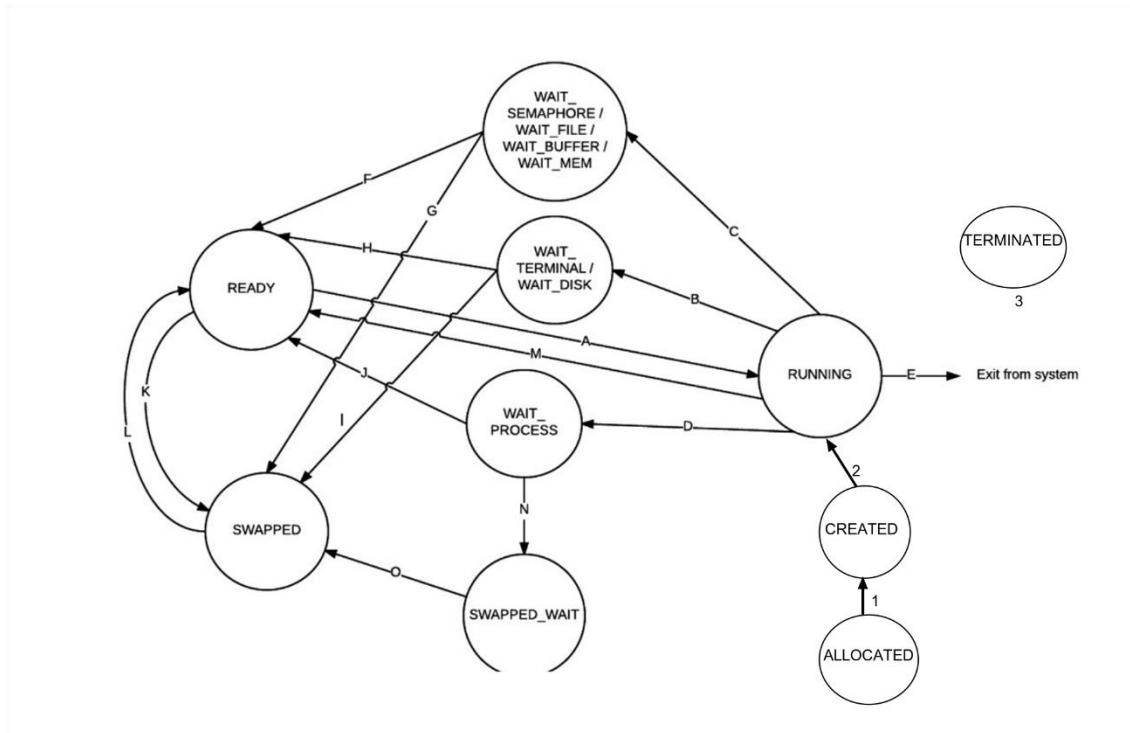 WAIT_
SEMAPHORE /
WAIT_FILE /
WAIT_BUFFER /
WAIT_MEM
F
G
C
TERMINATED
3
WAIT_
TERMINAL /
WAIT_DISK
H
B
READY
A
M
J
K
L
I
RUNNING
E
Exit from system
WAIT_
PROCESS
D
2
N
CREATED
SWAPPED
O
1
SWAPPED_WAIT
ALLOCATED